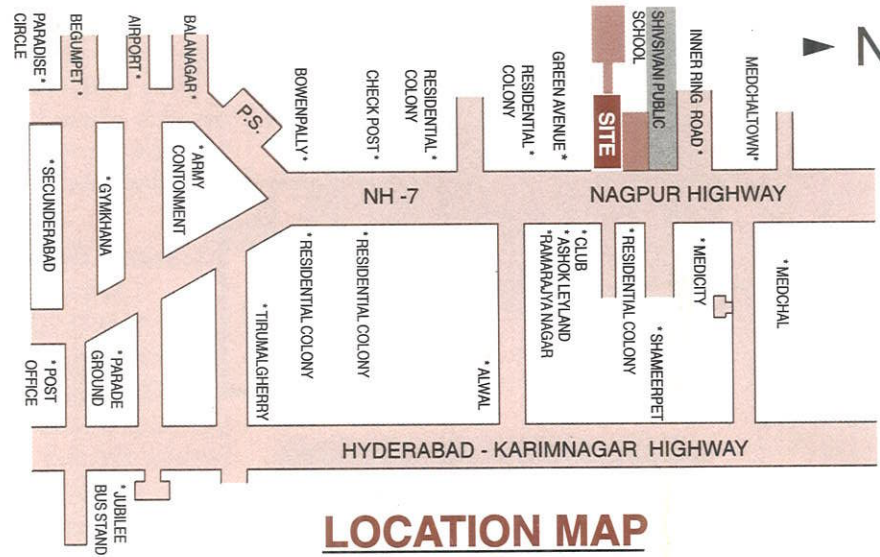 PARADISE*
CIRCLE
BEGUMPET *
AIRPORT*
BALANAGAR*
P.S.
BOWENPALLY*
CHECK POST*
RESIDENTIAL*
COLONY
RESIDENTIAL*
COLONY
GREEN AVENUE*
SITE
SHIVSIVANI PUBLIC
SCHOOL
INNER RING ROAD*
MEDCHALTOWN*
N
NH -7
NAGPUR HIGHWAY
*SECUNDERABAD
*GYMKHANA
*ARMY
CONTONMENT
*TIRUMALGHERRY
*RESIDENTIAL COLONY
*RESIDENTIAL COLONY
*ALWAL
*CLUB
*ASHOK LEYLAND
*RAMARAJYA NAGAR
*RESIDENTIAL COLONY
*SHAMEERPET
*MEDICITY
*MEDCHAL
*POST
OFFICE
*PARADE
GROUND
HYDERABAD - KARIMNAGAR HIGHWAY
*JUBILEE
BUS STAND
LOCATION MAP